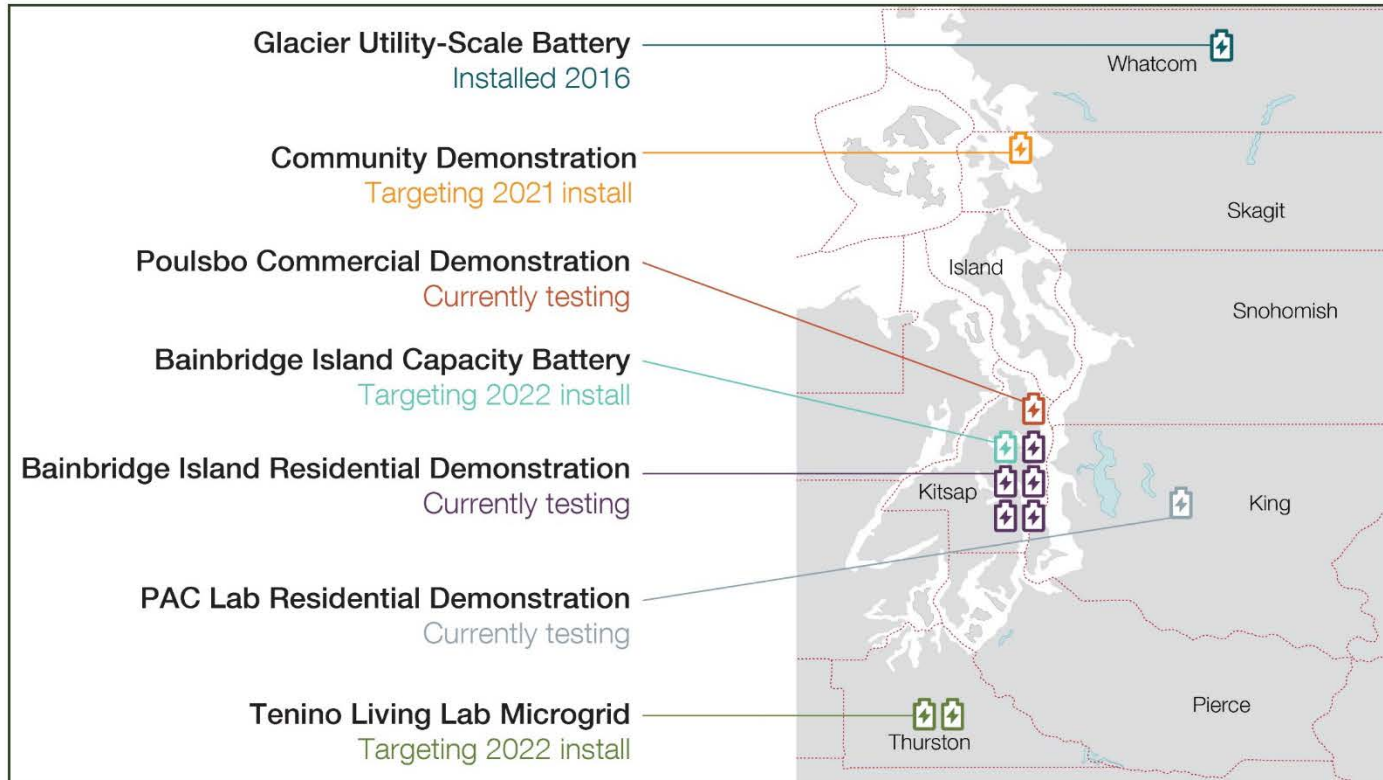 Glacier Utility-Scale Battery
Installed 2016
Community Demonstration
Targeting 2021 install
Poulsbo Commercial Demonstration
Currently testing
Bainbridge Island Capacity Battery
Targeting 2022 install
Bainbridge Island Residential Demonstration
Currently testing
PAC Lab Residential Demonstration
Currently testing
Tenino Living Lab Microgrid
Targeting 2022 install
Whatcom
Skagit
Island
Snohomish
Kitsap
King
Pierce
Thurston